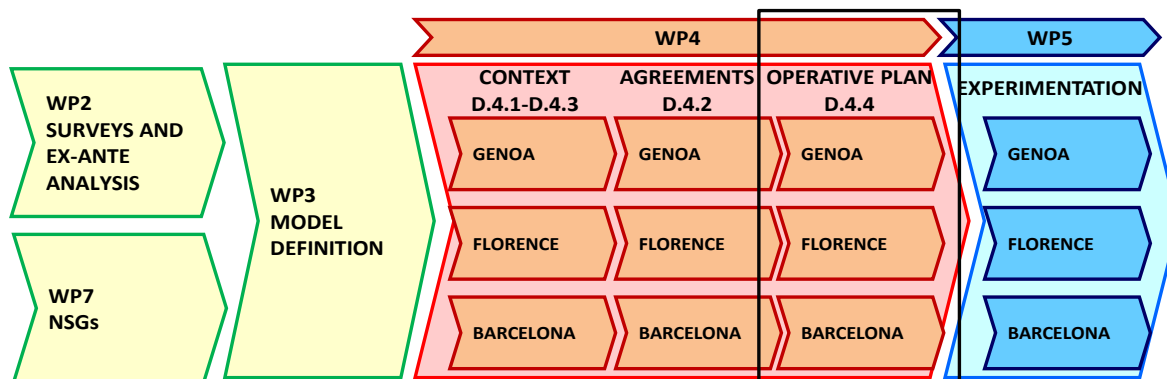 WP4
WP5
WP2
SURVEYS AND
EX-ANTE
ANALYSIS
WP7
NSGs
WP3
MODEL
DEFINITION
CONTEXT
D.4.1-D.4.3
AGREEMENTS
D.4.2
OPERATIVE PLAN
D.4.4
EXPERIMENTATION
GENOA
GENOA
GENOA
GENOA
FLORENCE
FLORENCE
FLORENCE
FLORENCE
BARCELONA
BARCELONA
BARCELONA
BARCELONA